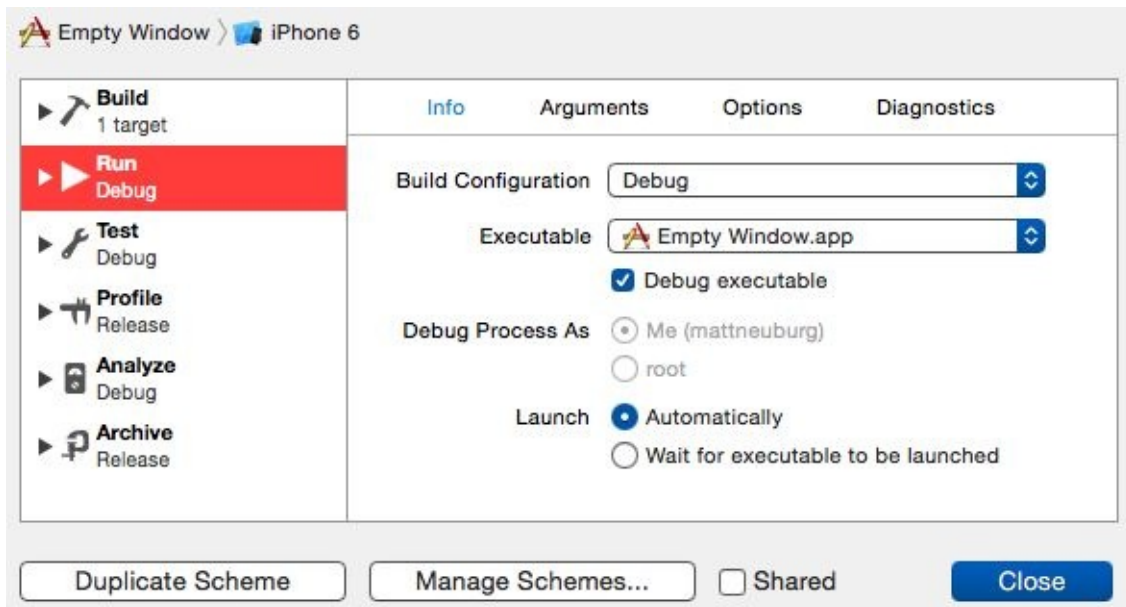 Empty Window iPhone 6
Build
1 target
Run
Debug
Test
Debug
Profile
Release
Analyze
Debug
Archive
Release
Info Arguments Options Diagnostics
Build Configuration Debug
Executable Empty Window.app
Debug executable
Debug Process As Me (mattneuburg)
root
Launch Automatically
Wait for executable to be launched
Duplicate Scheme Manage Schemes... Shared Close